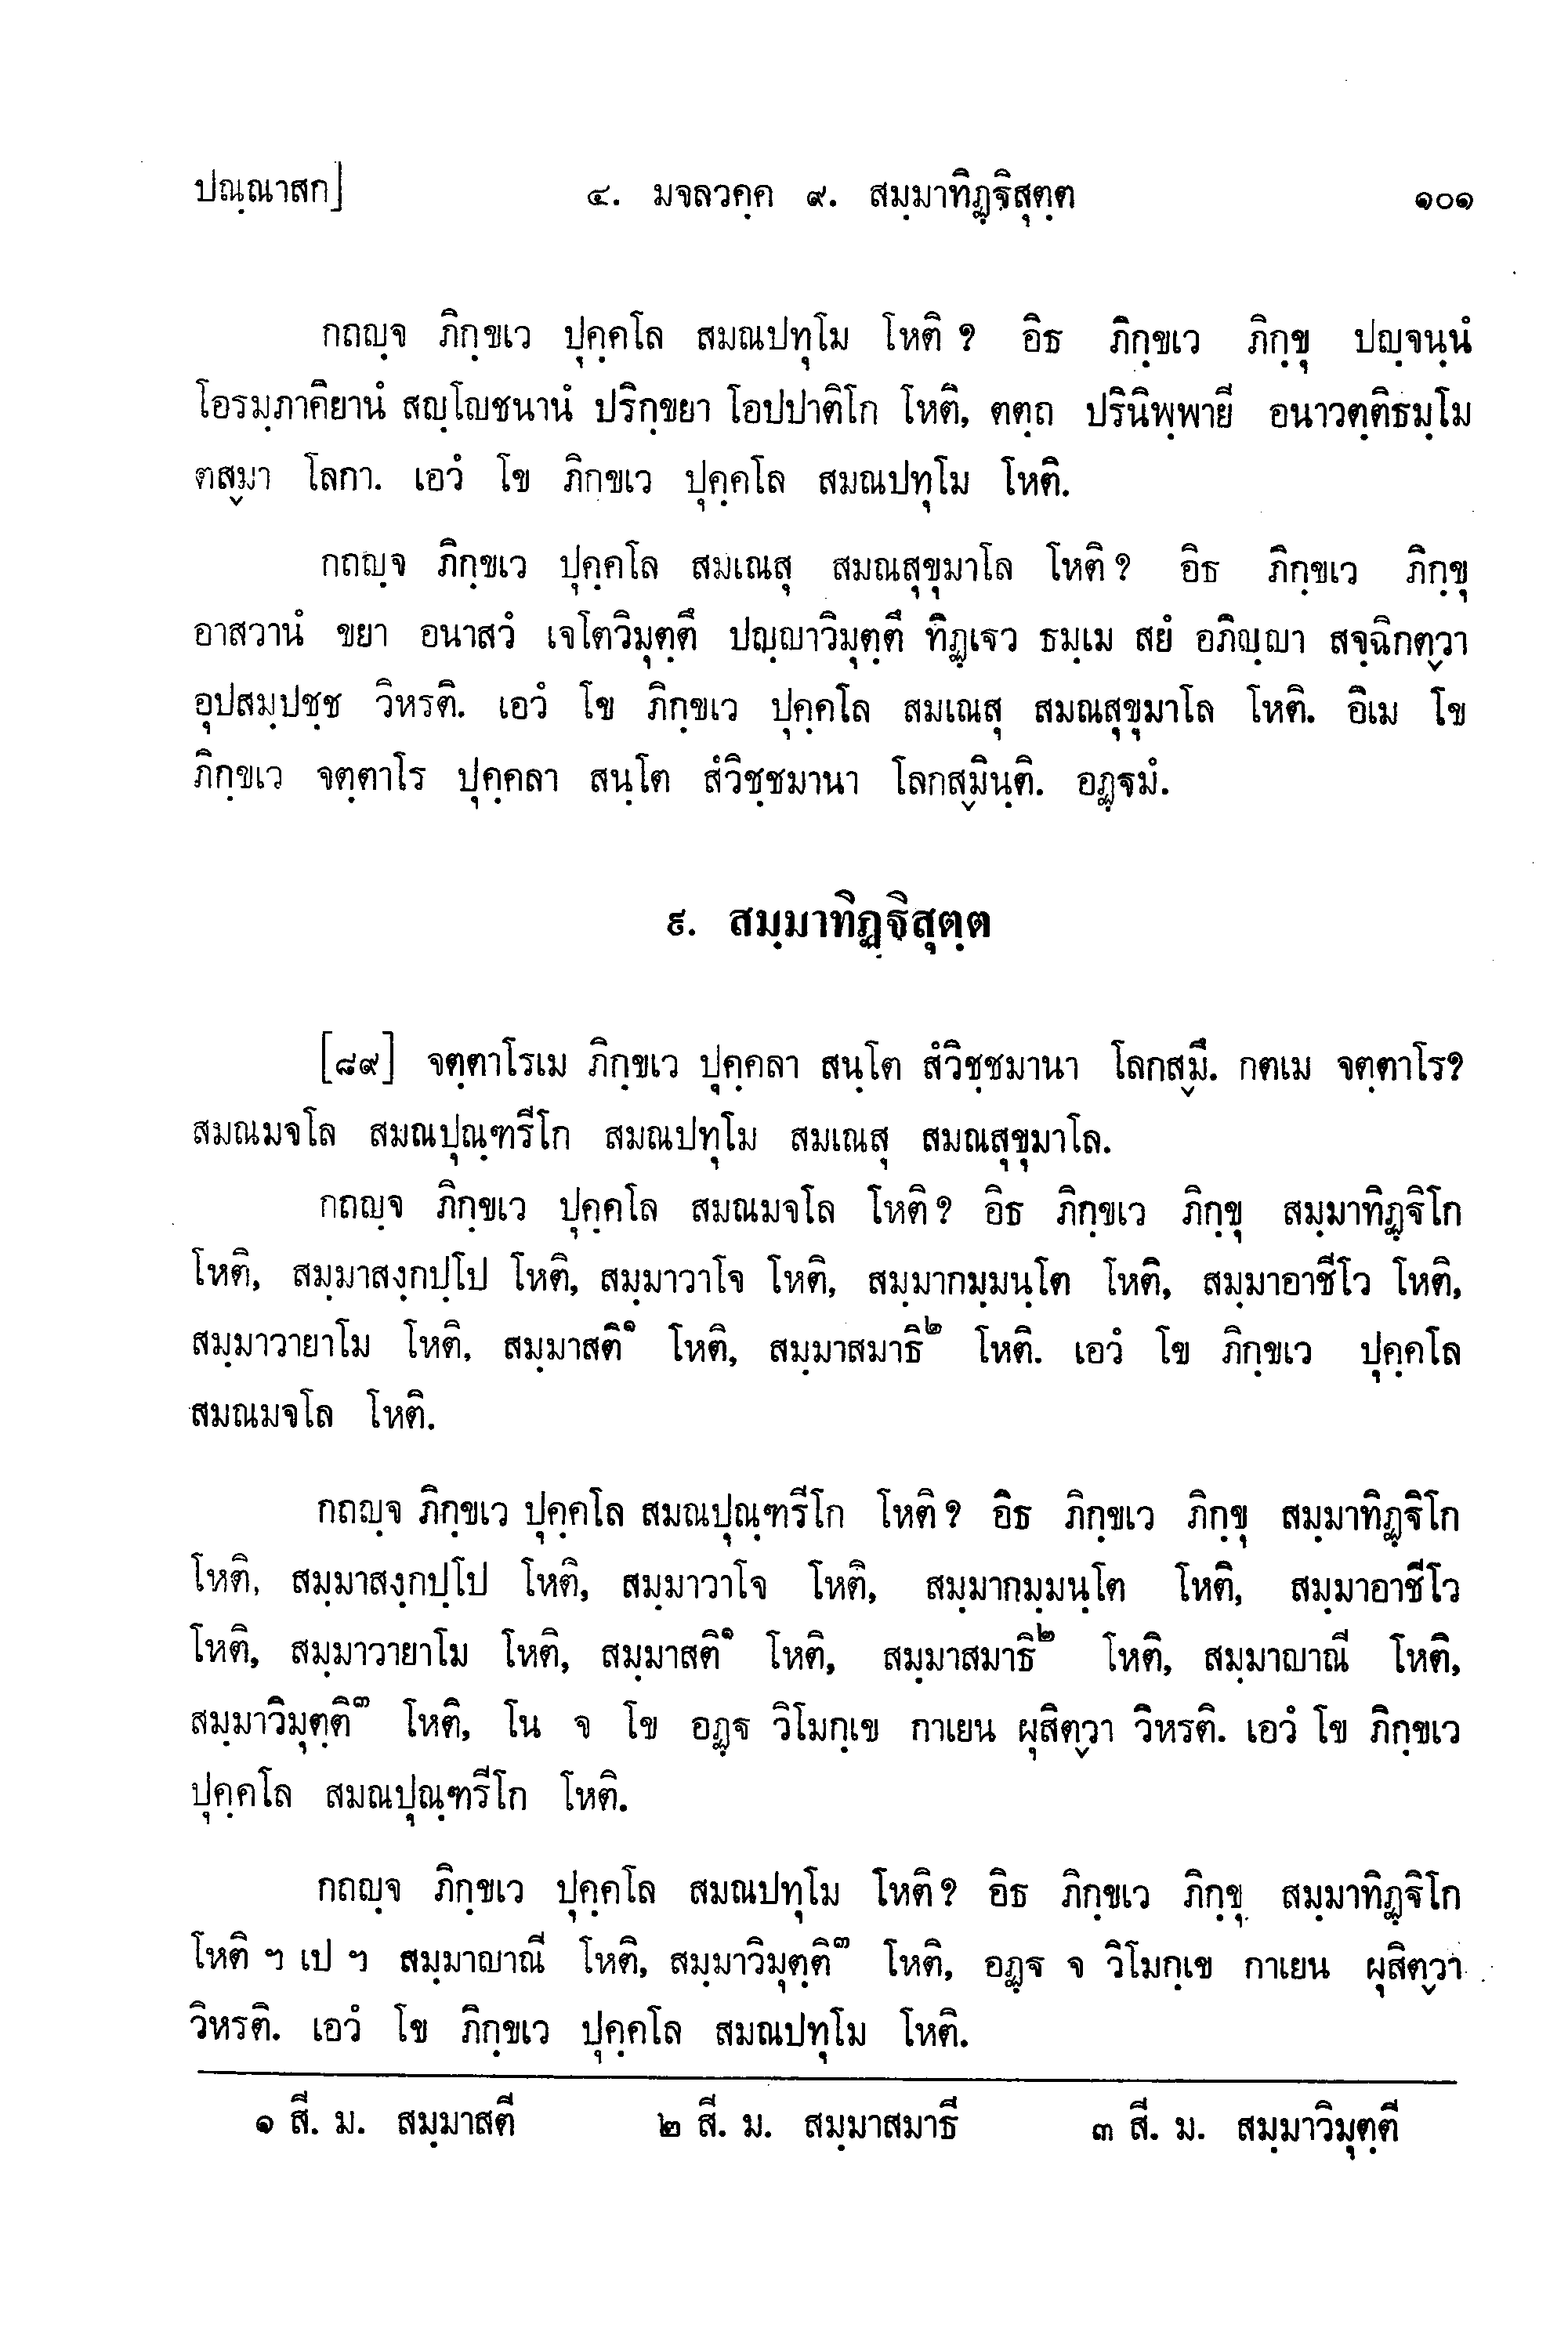 ปณฺณาสก] ๔. มจลวคฺค ๙. สมฺมาทิฏฺฐิสุตฺต ๑๐๑
กถญฺจ ภิกฺขเว ปุคฺคโล สมณปทุโม โหติ ? อิธ ภิกฺขเว ภิกฺขุ ปญฺจนฺนํ
โอรมฺภาคิยานํ สญฺโญชนานํ ปริกฺขยา โอปปาติโก โหติ, ตตฺถ ปรินิพฺพายี อนาวตฺติธมฺโม
ตสฺมา โลกา. เอวํ โข ภิกขเว ปุคฺคโล สมณปทุโม โหติ.
กถญฺจ ภิกฺขเว ปุคฺคโล สมเณสุ สมณสุขุมาโล โหติ ? อิธ ภิกฺขเว ภิกฺขุ
อาสวานํ ขยา อนาสวํ เจโตวิมุตฺตึ ปญฺญาวิมุตฺตึ ทิฏฺเฐว ธมฺเม สยํ อภิญฺญา สจฺฉิกตฺวา
อุปสมฺปชฺช วิหรติ. เอวํ โข ภิกฺขเว ปุคฺคโล สมเณสุ สมณสุขุมาโล โหติ. อิเม โข
ภิกฺขเว จตฺตาโร ปุคฺคลา สนฺโต สํวิชฺชมานา โลกสฺมินฺติ. อฏฺฐมํ.
๙. สมฺมาทิฏฺฐิสุตฺต
[๘๙] จตฺตาโรเม ภิกฺขเว ปุคฺคลา สนฺโต สํวิชฺชมานา โลกสฺมึ. กตเม จตฺตาโร?
สมณมจโล สมณปุณฺฑรีโก สมณปทุโม สมเณสุ สมณสุขุมาโล.
กถญฺจ ภิกฺขเว ปุคฺคโล สมณมจโล โหติ ? อิธ ภิกฺขเว ภิกฺขุ สมฺมาทิฏฺฐิโก
โหติ, สมฺมาสงฺกปฺโป โหติ, สมฺมาวาโจ โหติ, สมฺมากมฺมนฺโต โหติ, สมฺมาอาชีโว โหติ,
สมฺมาวายาโม โหติ, สมฺมาสติ๑ โหติ, สมฺมาสมาธิ๒ โหติ. เอวํ โข ภิกฺขเว ปุคฺคโล
สมณมจโล โหติ.
กถญฺจ ภิกฺขเว ปุคฺคโล สมณปุณฺฑรีโก โหติ ? อิธ ภิกฺขเว ภิกฺขุ สมฺมาทิฏฺฐิโก
โหติ, สมฺมาสงฺกปฺโป โหติ, สมฺมาวาโจ โหติ, สมฺมากมฺมนฺโต โหติ, สมฺมาอาชีโว
โหติ, สมฺมาวายาโม โหติ, สมฺมาสติ๑ โหติ, สมฺมาสมาธิ๒ โหติ, สมฺมาญาณี โหติ,
สมฺมาวิมุตฺติ๓ โหติ, โน จ โข อฏฺฐ วิโมกฺเข กาเยน ผุสิตฺวา วิหรติ. เอวํ โข ภิกฺขเว
ปุคฺคโล สมณปุณฺฑรีโก โหติ.
กถญฺจ ภิกฺขเว ปุคฺคโล สมณปทุโม โหติ ? อิธ ภิกฺขเว ภิกฺขุ สมฺมาทิฏฺฐิโก
โหติ ฯ เป ฯ สมฺมาญาณี โหติ, สมฺมาวิมุตฺติ๓ โหติ, อฏฺฐ จ วิโมกฺเข กาเยน ผุสิตฺวา
วิหรติ. เอวํ โข ภิกฺขเว ปุคฺคโล สมณปทุโม โหติ.
๑ สี. ม. สมฺมาสตี ๒ สี. ม. สมฺมาสมาธี ๓ สี. ม. สมฺมาวิมุตฺตี